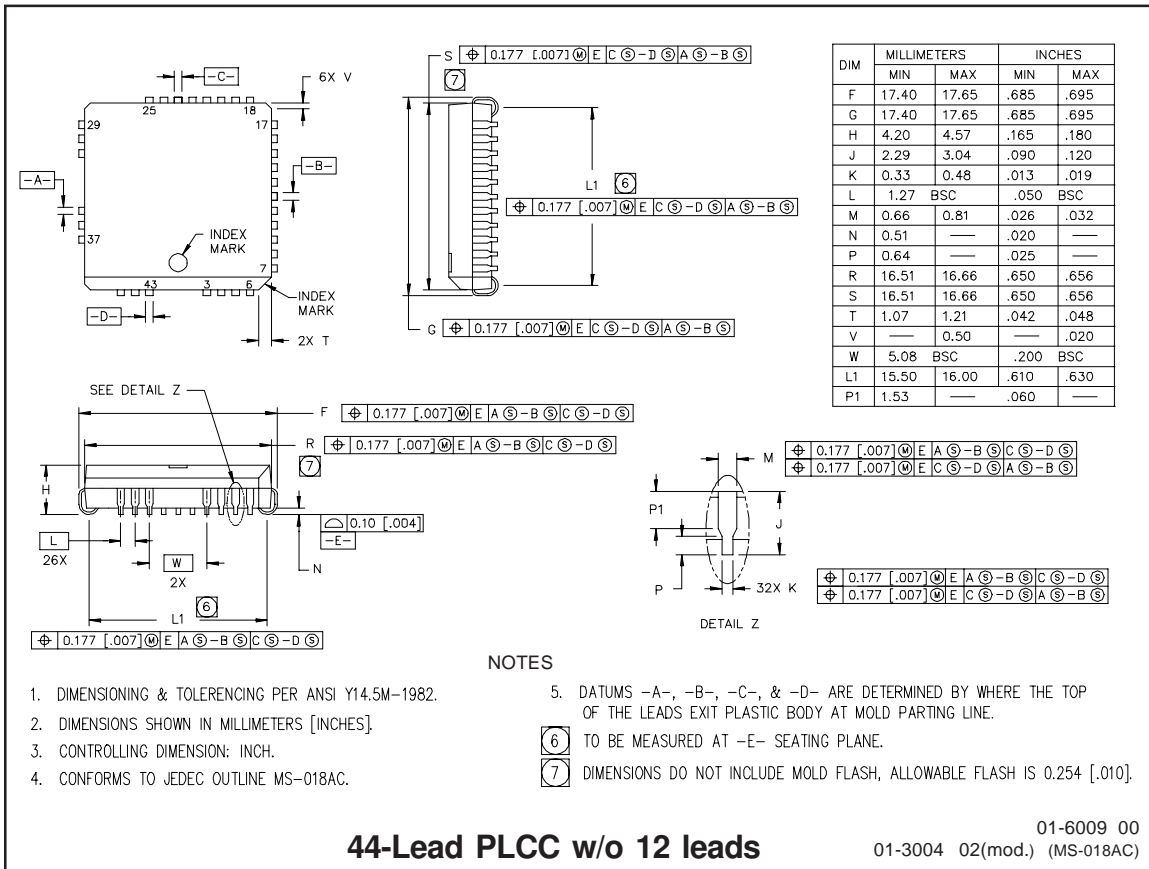 S ⌖ 0.177 [.007] Ⓜ E C Ⓢ–D Ⓢ A Ⓢ–B Ⓢ
7
-C-
6X V
25 18
29 17
-A-
-B-
37
INDEX
MARK
7
43 3 6
-D-
INDEX
MARK
2X T
L1 6
⌖ 0.177 [.007] Ⓜ E C Ⓢ–D Ⓢ A Ⓢ–B Ⓢ
G ⌖ 0.177 [.007] Ⓜ E C Ⓢ–D Ⓢ A Ⓢ–B Ⓢ
DIM MILLIMETERS INCHES
MIN MAX MIN MAX
F 17.40 17.65 .685 .695
G 17.40 17.65 .685 .695
H 4.20 4.57 .165 .180
J 2.29 3.04 .090 .120
K 0.33 0.48 .013 .019
L 1.27 BSC .050 BSC
M 0.66 0.81 .026 .032
N 0.51 — .020 —
P 0.64 — .025 —
R 16.51 16.66 .650 .656
S 16.51 16.66 .650 .656
T 1.07 1.21 .042 .048
V — 0.50 — .020
W 5.08 BSC .200 BSC
L1 15.50 16.00 .610 .630
P1 1.53 — .060 —
SEE DETAIL Z
F ⌖ 0.177 [.007] Ⓜ E A Ⓢ–B Ⓢ C Ⓢ–D Ⓢ
R ⌖ 0.177 [.007] Ⓜ E A Ⓢ–B Ⓢ C Ⓢ–D Ⓢ
7
H
⌓ 0.10 [.004]
-E-
L
26X
W
2X
N
6
L1
⌖ 0.177 [.007] Ⓜ E A Ⓢ–B Ⓢ C Ⓢ–D Ⓢ
M ⌖ 0.177 [.007] Ⓜ E A Ⓢ–B Ⓢ C Ⓢ–D Ⓢ
⌖ 0.177 [.007] Ⓜ E C Ⓢ–D Ⓢ A Ⓢ–B Ⓢ
P1
J
P
32X K
⌖ 0.177 [.007] Ⓜ E A Ⓢ–B Ⓢ C Ⓢ–D Ⓢ
⌖ 0.177 [.007] Ⓜ E C Ⓢ–D Ⓢ A Ⓢ–B Ⓢ
DETAIL Z
NOTES
1. DIMENSIONING & TOLERENCING PER ANSI Y14.5M–1982.
2. DIMENSIONS SHOWN IN MILLIMETERS [INCHES].
3. CONTROLLING DIMENSION: INCH.
4. CONFORMS TO JEDEC OUTLINE MS–018AC.
5. DATUMS –A–, –B–, –C–, & –D– ARE DETERMINED BY WHERE THE TOP
OF THE LEADS EXIT PLASTIC BODY AT MOLD PARTING LINE.
6 TO BE MEASURED AT –E– SEATING PLANE.
7 DIMENSIONS DO NOT INCLUDE MOLD FLASH, ALLOWABLE FLASH IS 0.254 [.010].
44-Lead PLCC w/o 12 leads
01-6009 00
01-3004 02(mod.) (MS-018AC)